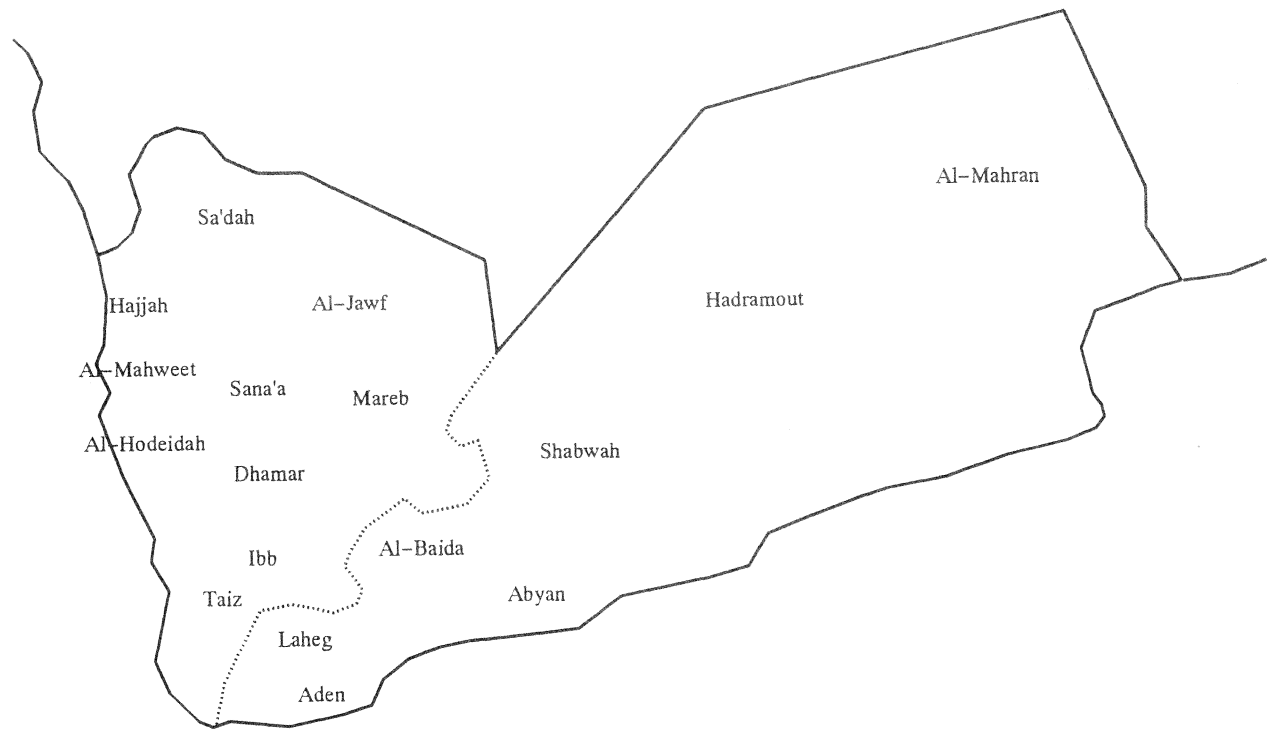 Al-Mahran
Sa'dah
Hadramout
Al-Jawf
Hajjah
Al-Mahweet
Sana'a
Mareb
Al-Hodeidah
Shabwah
Dhamar
Al-Baida
Ibb
Abyan
Taiz
Laheg
Aden